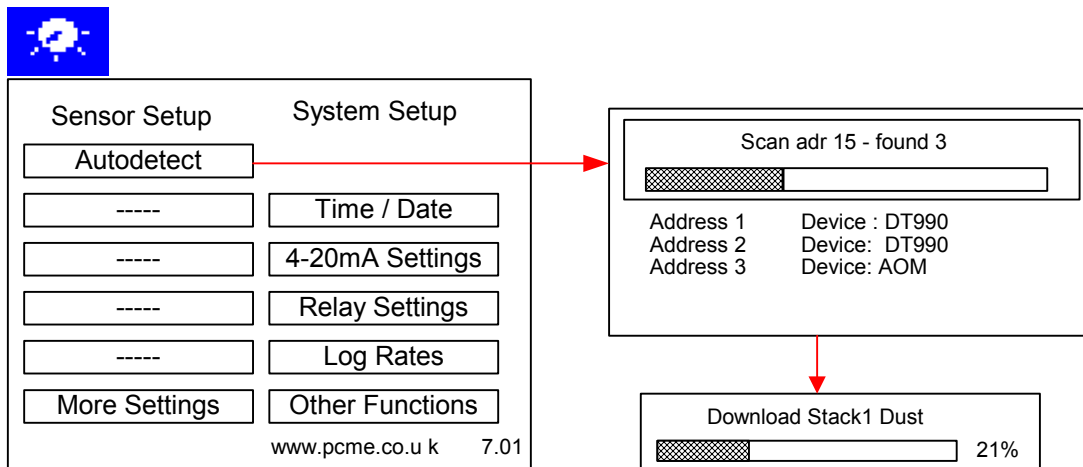 Sensor Setup
System Setup
Autodetect
-----
Time / Date
-----
4-20mA Settings
-----
Relay Settings
-----
Log Rates
More Settings
Other Functions
www.pcme.co.u k 7.01
Scan adr 15 - found 3
Address 1 Device : DT990
Address 2 Device: DT990
Address 3 Device: AOM
Download Stack1 Dust
21%